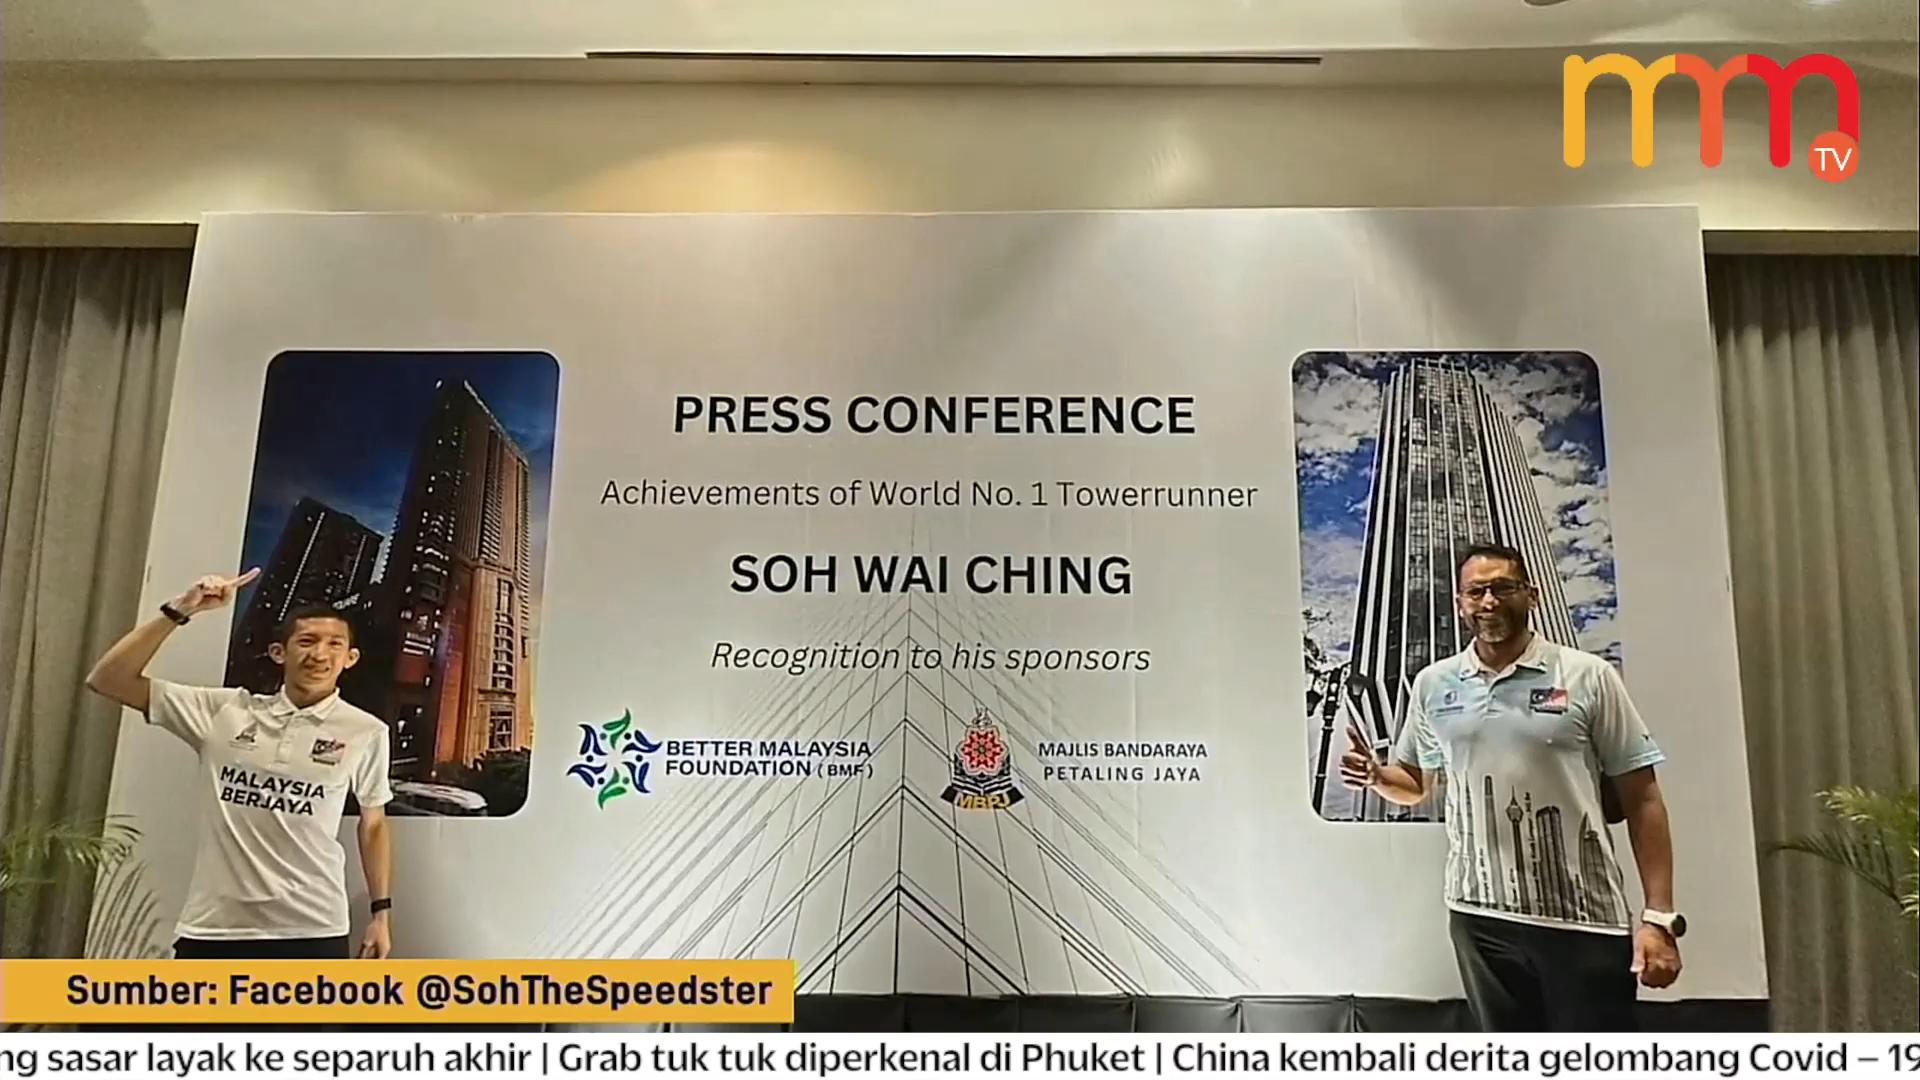 TV
PRESS CONFERENCE
Achievements of World No. 1 Towerrunner
SOH WAI CHING
Recognition to his sponsors
BETTER MALAYSIA
FOUNDATION (BMF)
MBPJ
MAJLIS BANDARAYA
PETALING JAYA
MALAYSIA
BERJAYA
Sumber: Facebook @SohTheSpeedster
ng sasar layak ke separuh akhir | Grab tuk tuk diperkenal di Phuket | China kembali derita gelombang Covid – 19